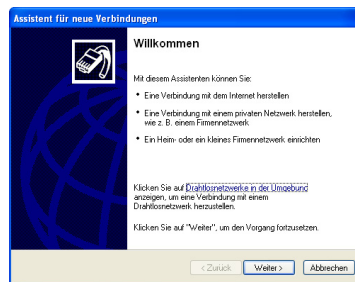 Assistent für neue Verbindungen
Willkommen
Mit diesem Assistenten können Sie:
• Eine Verbindung mit dem Internet herstellen
• Eine Verbindung mit einem privaten Netzwerk herstellen,
wie z. B. einem Firmennetzwerk
• Ein Heim- oder ein kleines Firmennetzwerk einrichten
Klicken Sie auf Drahtlosnetzwerke in der Umgebund
anzeigen, um eine Verbindung mit einem
Drahtlosnetzwerk herzustellen.
Klicken Sie auf "Weiter", um den Vorgang fortzusetzen.
< Zurück Weiter > Abbrechen